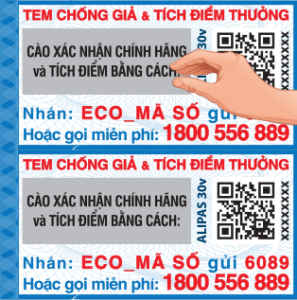 TEM CHỐNG GIẢ & TÍCH ĐIỂM THƯỞNG
CÀO XÁC NHẬN CHÍNH HÃNG
và TÍCH ĐIỂM BẰNG CÁCH:
30v
XXXXXXXX
Nhắn: ECO_MÃ SỐ gửi
Hoặc gọi miễn phí: 1800 556 889
TEM CHỐNG GIẢ & TÍCH ĐIỂM THƯỞNG
CÀO XÁC NHẬN CHÍNH HÃNG
và TÍCH ĐIỂM BẰNG CÁCH:
ALIPAS 30v
XXXXXXXX
Nhắn: ECO_MÃ SỐ gửi 6089
Hoặc gọi miễn phí: 1800 556 889